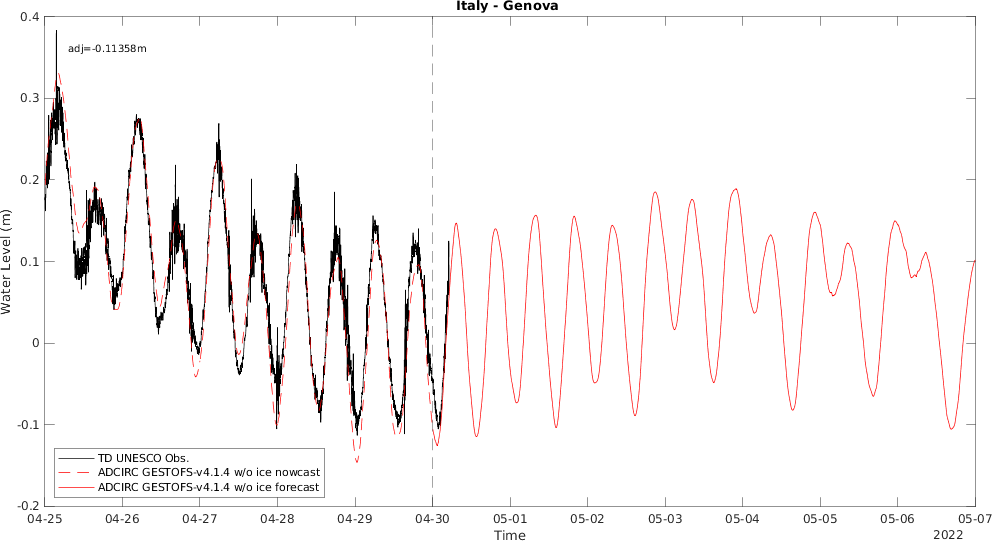 Italy - Genova
0.4
adj=-0.11358m
0.3
0.2
0.1
0
-0.1
-0.2
Water Level (m)
TD UNESCO Obs.
ADCIRC GESTOFS-v4.1.4 w/o ice nowcast
ADCIRC GESTOFS-v4.1.4 w/o ice forecast
04-25 04-26 04-27 04-28 04-29 04-30 05-01 05-02 05-03 05-04 05-05 05-06 05-07
Time
2022